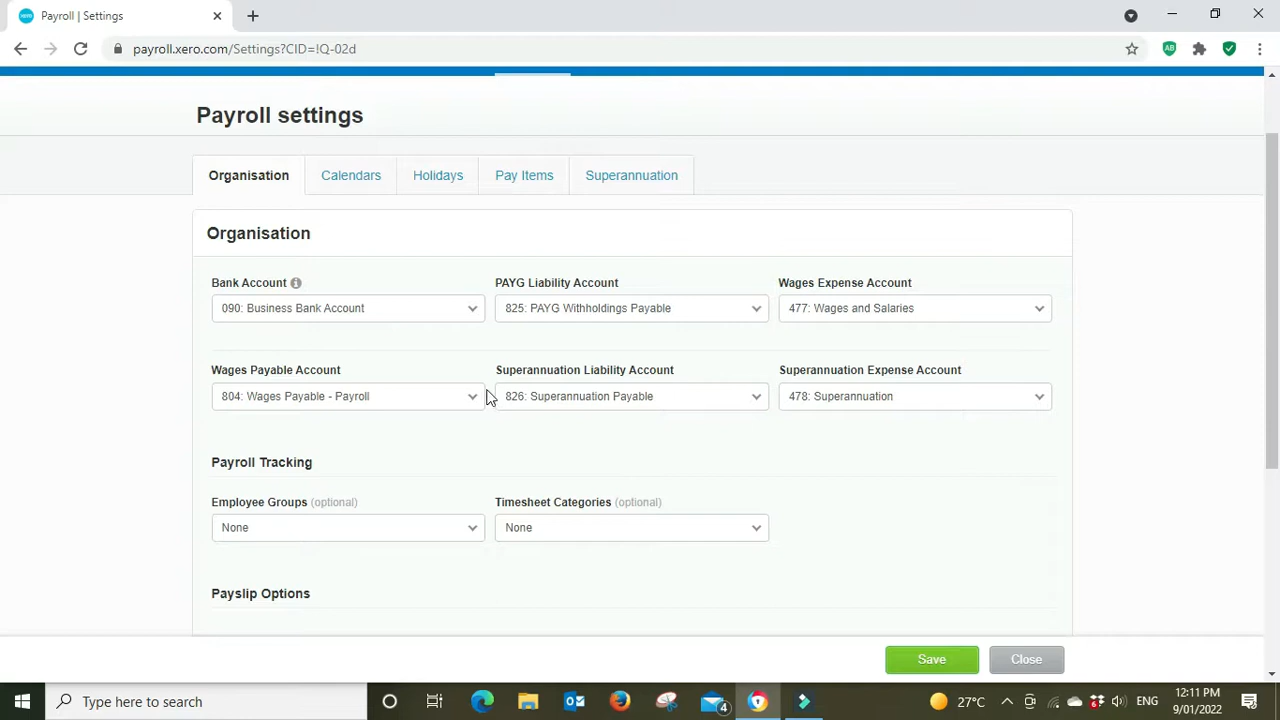 Payroll | Settings
payroll.xero.com/Settings?CID=!Q-02d
Payroll settings
Organisation Calendars Holidays Pay Items Superannuation
Organisation
Bank Account PAYG Liability Account Wages Expense Account
090: Business Bank Account 825: PAYG Withholdings Payable 477: Wages and Salaries
Wages Payable Account Superannuation Liability Account Superannuation Expense Account
804: Wages Payable - Payroll 826: Superannuation Payable 478: Superannuation
Payroll Tracking
Employee Groups (optional) Timesheet Categories (optional)
None None
Payslip Options
Save Close
Type here to search 4 27°C 6 ENG 12:11 PM
9/01/2022